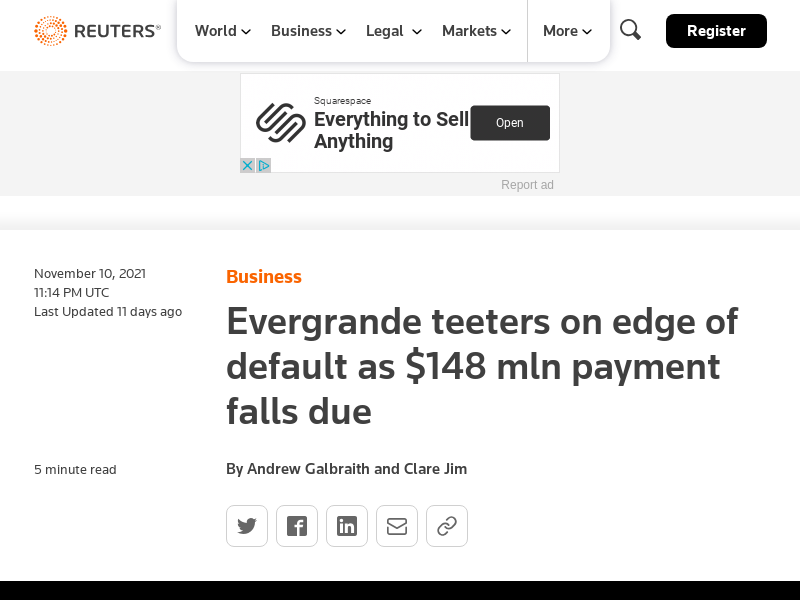 REUTERS®
World
Business
Legal
Markets
More
Register
Squarespace
Everything to Sell
Anything
Open
Report ad
November 10, 2021
11:14 PM UTC
Last Updated 11 days ago
Business
Evergrande teeters on edge of
default as $148 mln payment
falls due
5 minute read
By Andrew Galbraith and Clare Jim